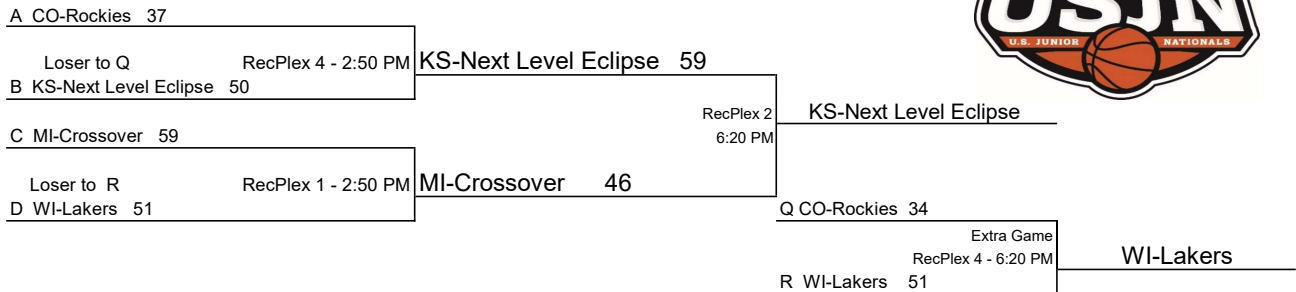 USJN
U.S. JUNIOR NATIONALS
A CO-Rockies 37
Loser to Q RecPlex 4 - 2:50 PM KS-Next Level Eclipse 59
B KS-Next Level Eclipse 50
RecPlex 2 KS-Next Level Eclipse
C MI-Crossover 59 6:20 PM
Loser to R RecPlex 1 - 2:50 PM MI-Crossover 46
D WI-Lakers 51 Q CO-Rockies 34
Extra Game
RecPlex 4 - 6:20 PM WI-Lakers
R WI-Lakers 51